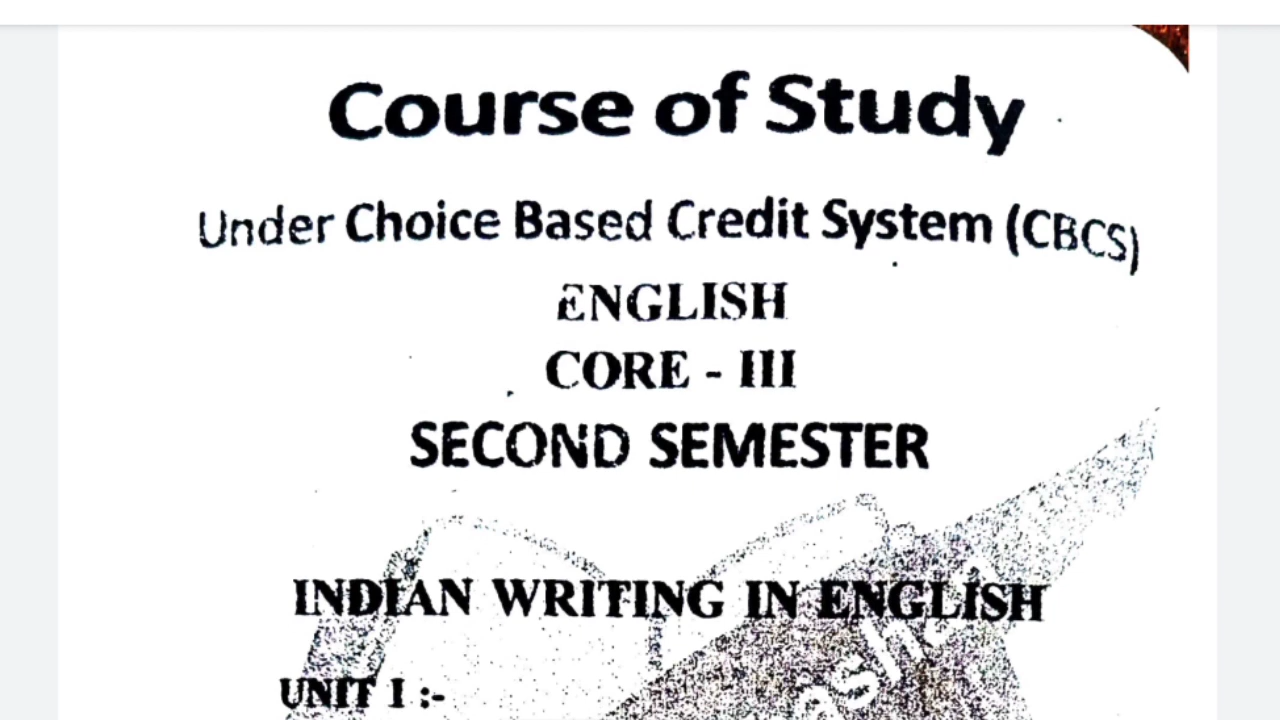 Course of Study
Under Choice Based Credit System (CBCS)
ENGLISH
CORE - III
SECOND SEMESTER
INDIAN WRITING IN ENGLISH
UNIT I :-